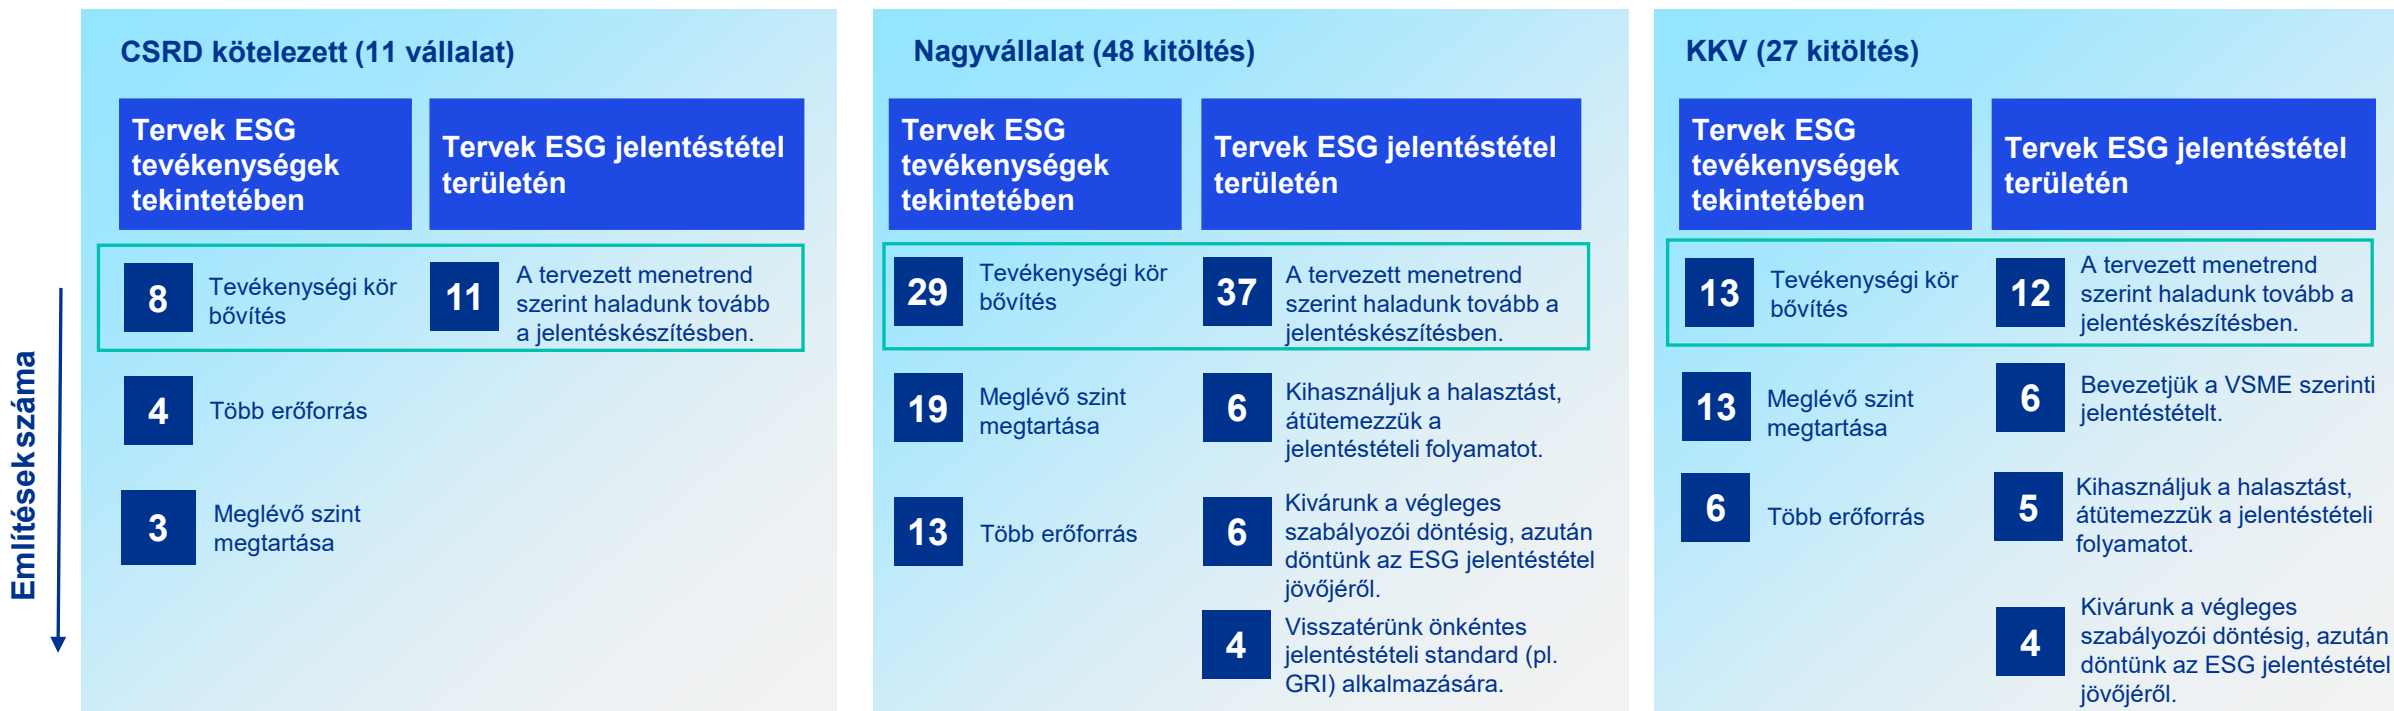 Említések száma
CSRD kötelezett (11 vállalat)
Tervek ESG
tevékenységek
tekintetében
Tervek ESG jelentéstétel
területén
8
Tevékenységi kör
bővítés
11
A tervezett menetrend
szerint haladunk tovább
a jelentéskészítésben.
4
Több erőforrás
3
Meglévő szint
megtartása
Nagyvállalat (48 kitöltés)
Tervek ESG
tevékenységek
tekintetében
Tervek ESG jelentéstétel
területén
29
Tevékenységi kör
bővítés
37
A tervezett menetrend
szerint haladunk tovább a
jelentéskészítésben.
19
Meglévő szint
megtartása
6
Kihasználjuk a halasztást,
átütemezzük a
jelentéstételi folyamatot.
13
Több erőforrás
6
Kivárunk a végleges
szabályozói döntésig, azután
döntünk az ESG jelentéstétel
jövőjéről.
4
Visszatérünk önkéntes
jelentéstételi standard (pl.
GRI) alkalmazására.
KKV (27 kitöltés)
Tervek ESG
tevékenységek
tekintetében
Tervek ESG jelentéstétel
területén
13
Tevékenységi kör
bővítés
12
A tervezett menetrend
szerint haladunk tovább a
jelentéskészítésben.
13
Meglévő szint
megtartása
6
Bevezetjük a VSME szerinti
jelentéstételt.
6
Több erőforrás
5
Kihasználjuk a halasztást,
átütemezzük a jelentéstételi
folyamatot.
4
Kivárunk a végleges
szabályozói döntésig, azután
döntünk az ESG jelentéstétel
jövőjéről.